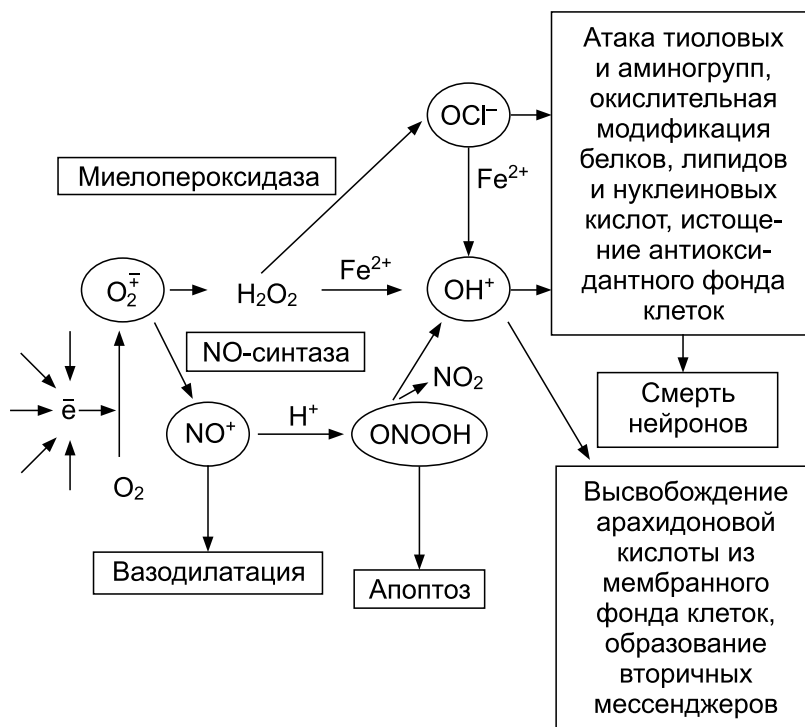 Атака тиоловых
и аминогрупп,
окислительная
модификация
белков, липидов
и нуклеиновых
кислот, истоще-
ние антиокси-
дантного фонда
клеток
OCl⁻
Fe²⁺
Миелопероксидаза
O₂∓
H₂O₂
Fe²⁺
OH⁺
NO-синтаза
NO₂
Смерть
нейронов
ē
NO⁺
H⁺
ONOOH
O₂
Вазодилатация
Апоптоз
Высвобождение
арахидоновой
кислоты из
мембранного
фонда клеток,
образование
вторичных
мессенджеров